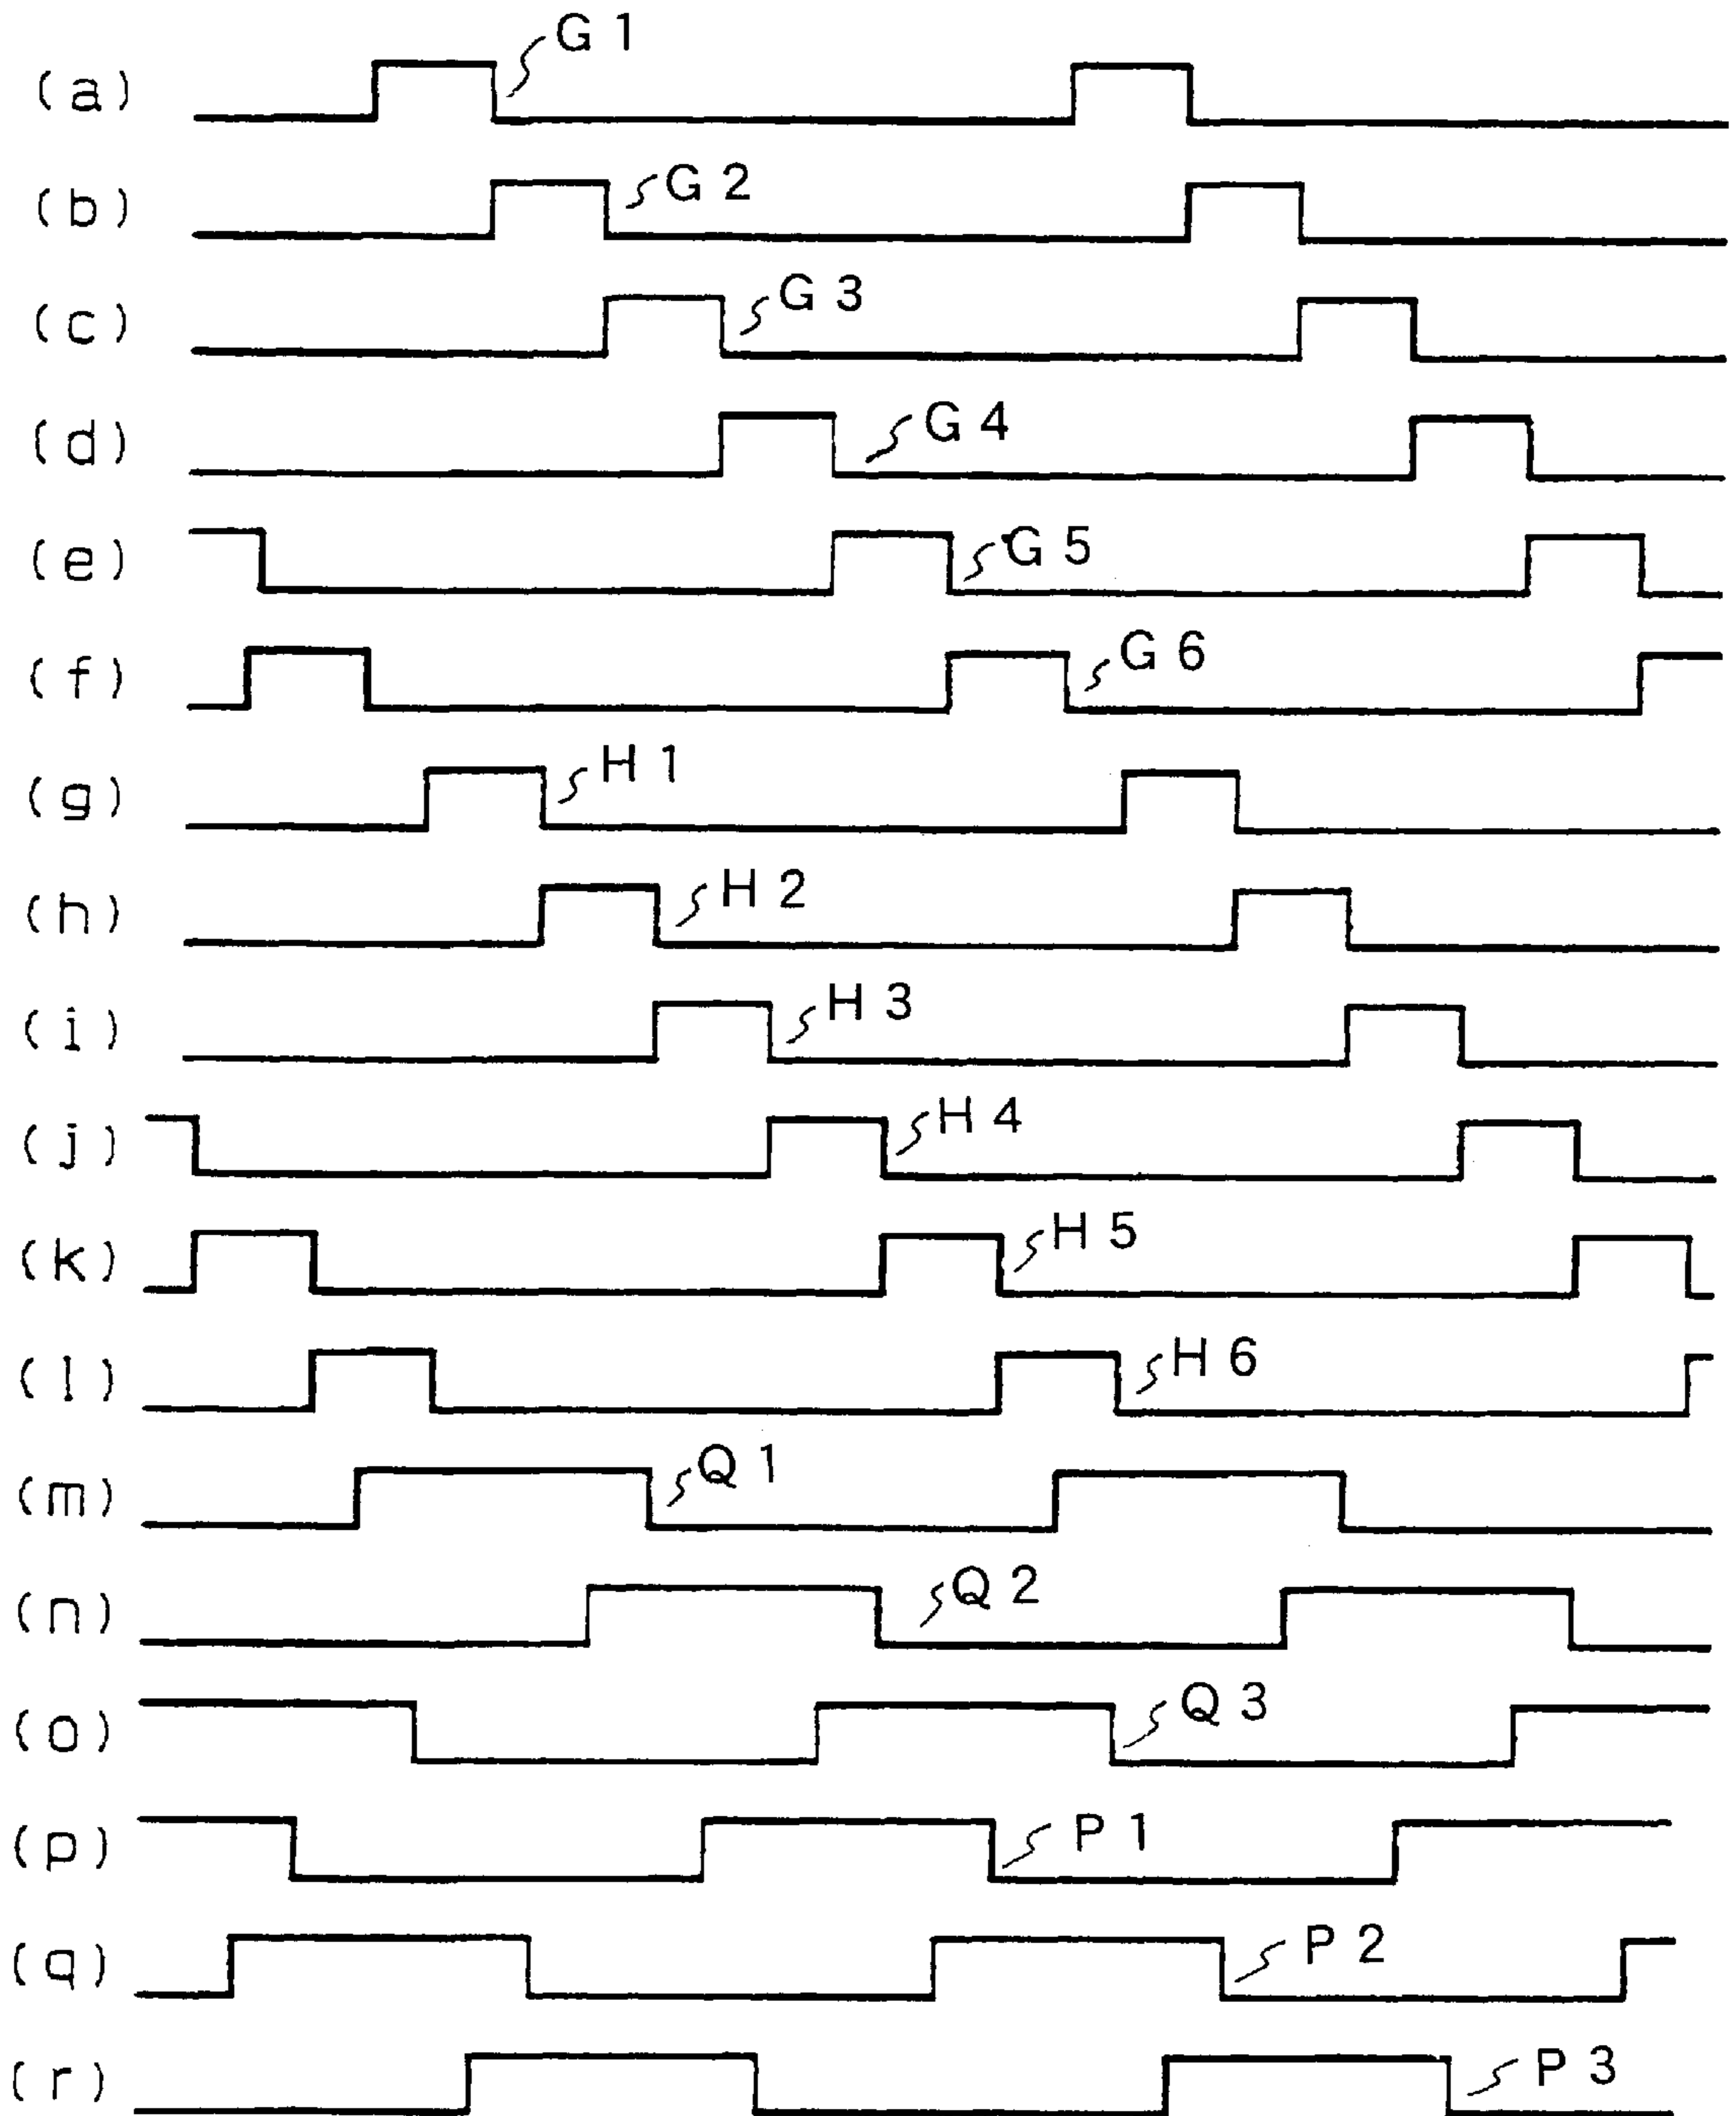 (a) G1
(b) G2
(c) G3
(d) G4
(e) G5
(f) G6
(g) H1
(h) H2
(i) H3
(j) H4
(k) H5
(l) H6
(m) Q1
(n) Q2
(o) Q3
(p) P1
(q) P2
(r) P3